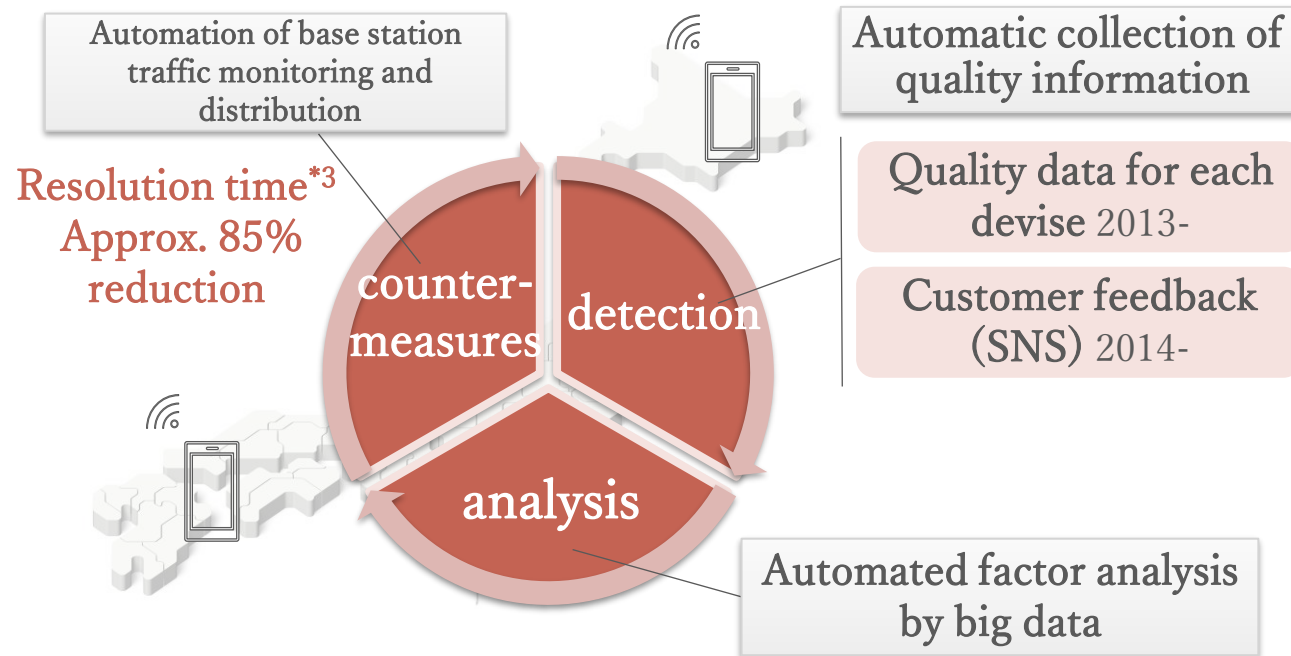 Automation of base station
traffic monitoring and
distribution
Automatic collection of
quality information
Resolution time*3
Approx. 85%
reduction
Quality data for each
devise 2013-
Customer feedback
(SNS) 2014-
counter-
measures
detection
analysis
Automated factor analysis
by big data